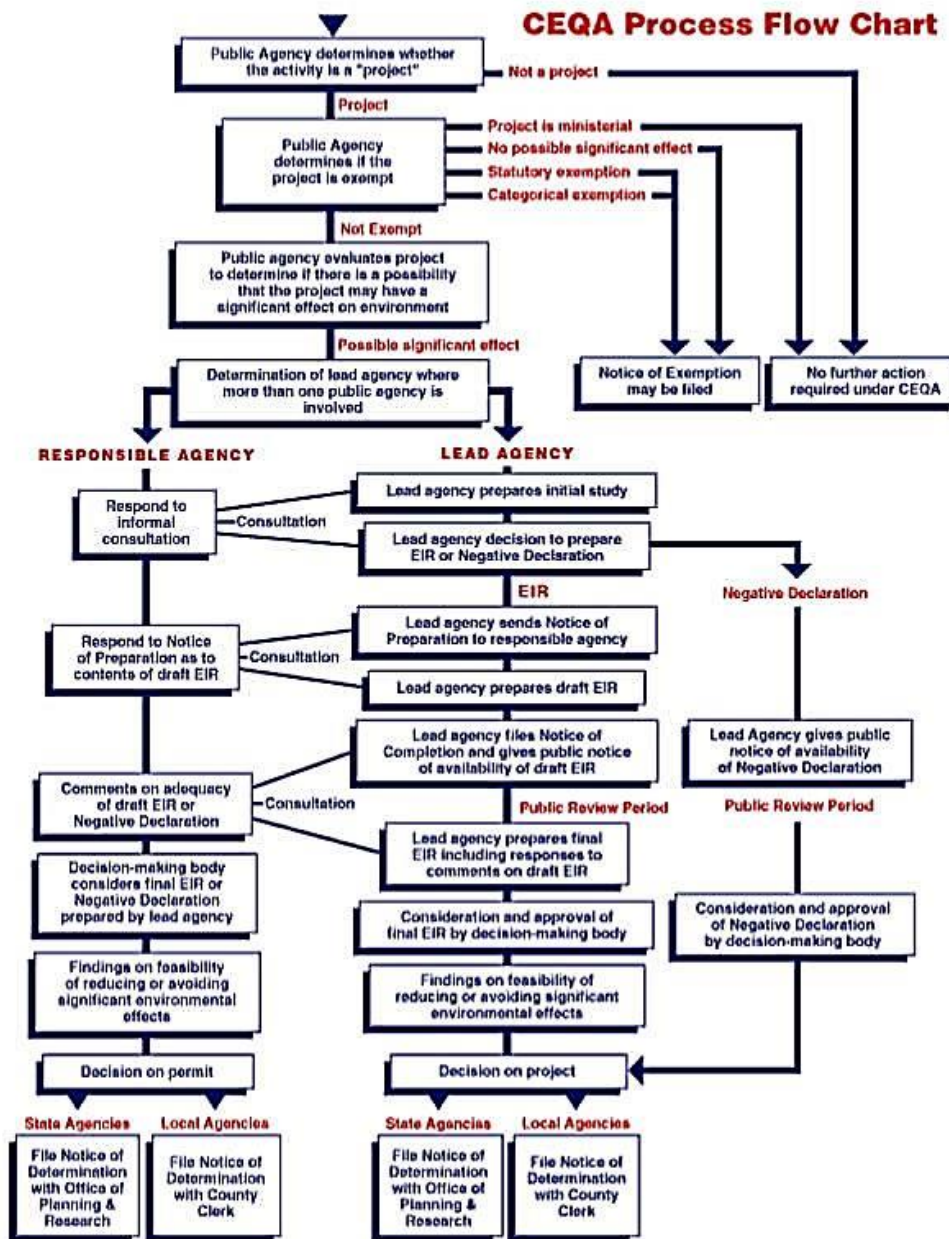 CEQA Process Flow Chart
Public Agency determines whether
the activity is a "project"
Not a project
Project
Public Agency
determines if the
project is exempt
Project is ministerial
No possible significant effect
Statutory exemption
Categorical exemption
Not Exempt
Public agency evaluates project
to determine if there is a possibility
that the project may have a
significant effect on environment
Possible significant effect
Notice of Exemption
may be filed
No further action
required under CEQA
Determination of lead agency where
more than one public agency is
involved
RESPONSIBLE AGENCY
LEAD AGENCY
Respond to
informal
consultation
Consultation
Lead agency prepares initial study
Lead agency decision to prepare
EIR or Negative Declaration
EIR
Negative Declaration
Respond to Notice
of Preparation as to
contents of draft EIR
Consultation
Lead agency sends Notice of
Preparation to responsible agency
Lead agency prepares draft EIR
Lead agency files Notice of
Completion and gives public notice
of availability of draft EIR
Lead Agency gives public
notice of availability
of Negative Declaration
Comments on adequacy
of draft EIR or
Negative Declaration
Consultation
Public Review Period
Public Review Period
Lead agency prepares final
EIR including responses to
comments on draft EIR
Decision-making body
considers final EIR or
Negative Declaration
prepared by lead agency
Consideration and approval of
final EIR by decision-making body
Consideration and approval
of Negative Declaration
by decision-making body
Findings on feasibility
of reducing or avoiding
significant environmental
effects
Findings on feasibility of
reducing or avoiding significant
environmental effects
Decision on permit
Decision on project
State Agencies
Local Agencies
State Agencies
Local Agencies
File Notice of
Determination
with Office of
Planning &
Research
File Notice of
Determination
with County
Clerk
File Notice of
Determination
with Office of
Planning &
Research
File Notice of
Determination
with County
Clerk